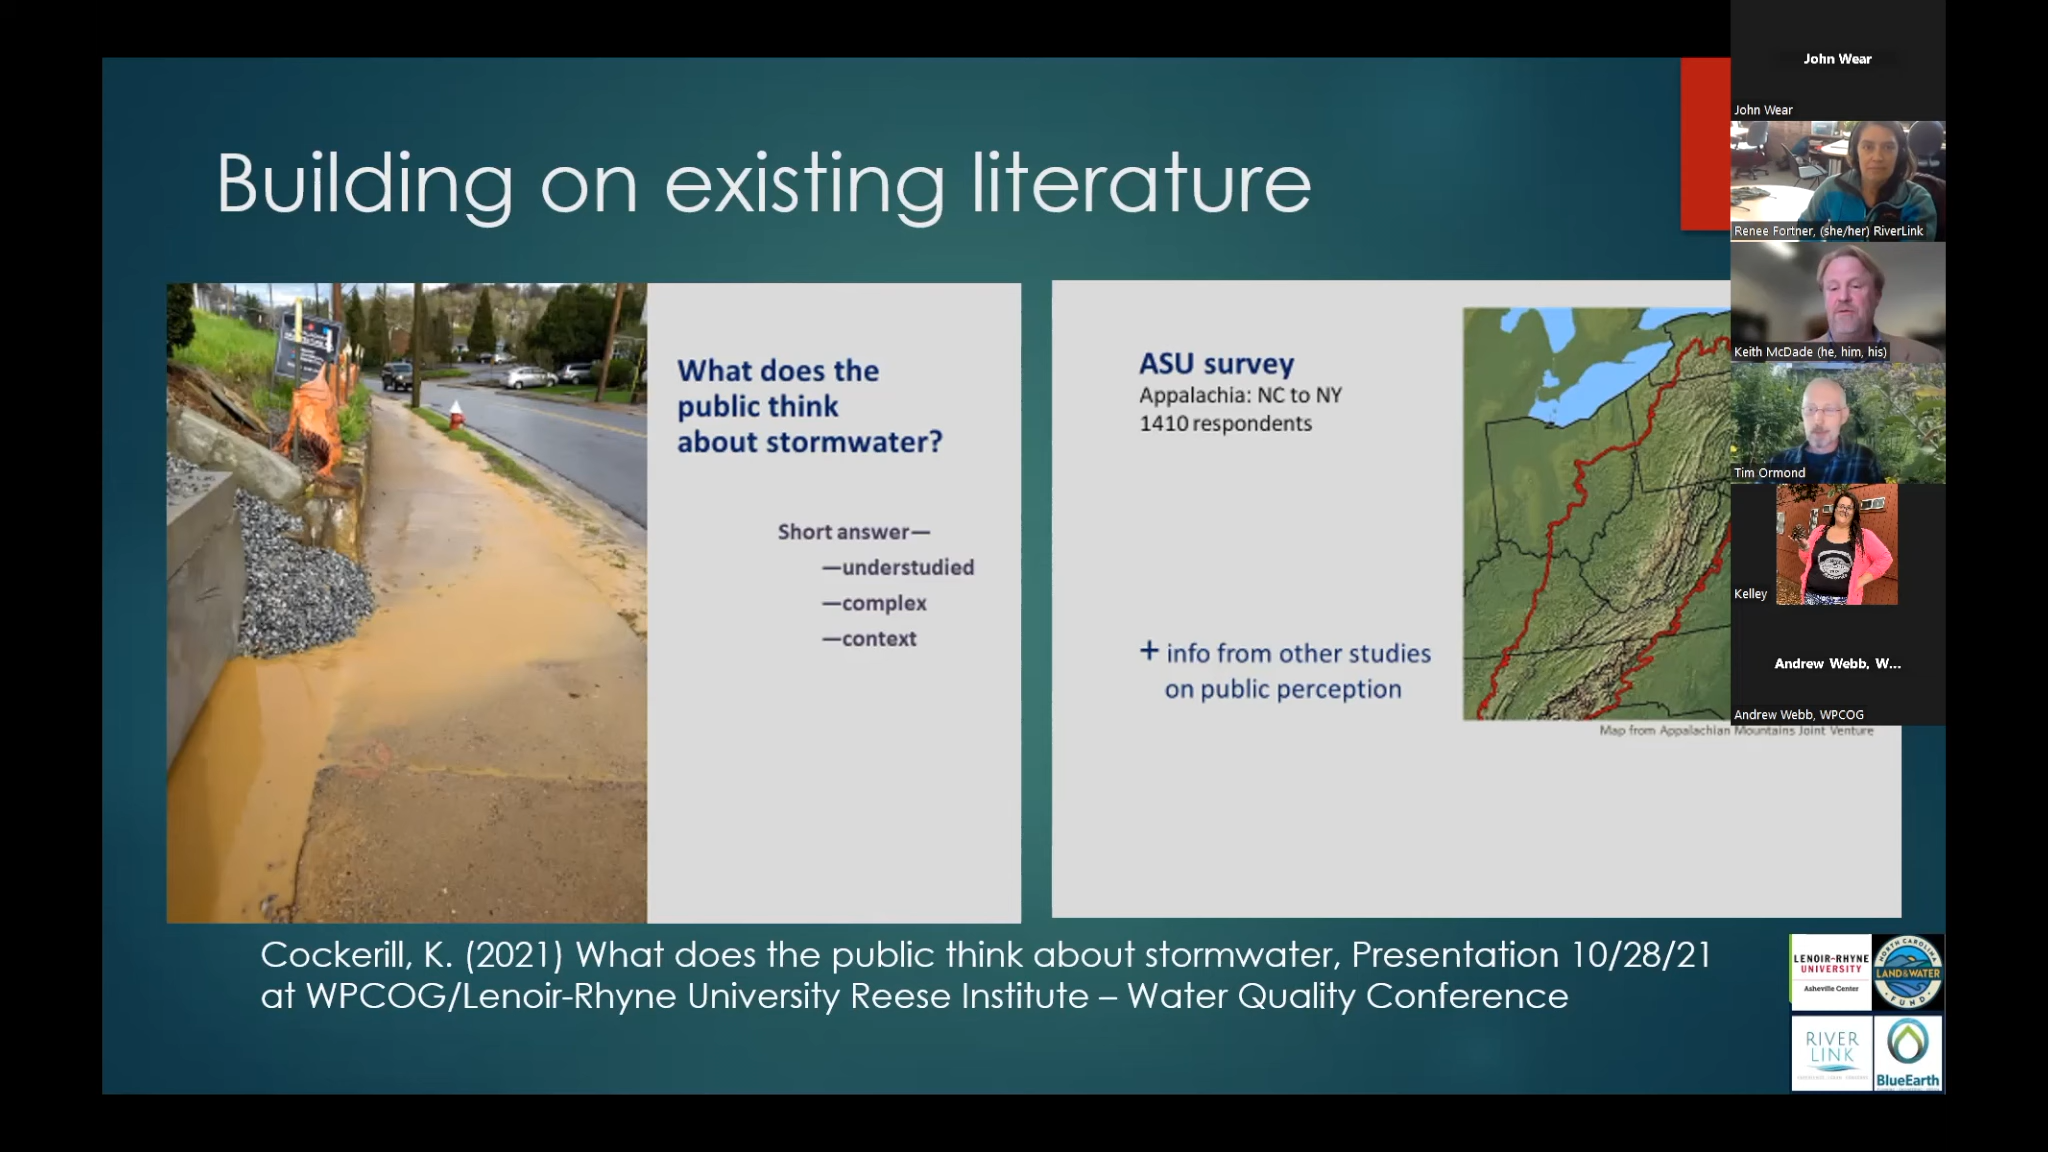 Building on existing literature
What does the
public think
about stormwater?
Short answer—
—understudied
—complex
—context
ASU survey
Appalachia: NC to NY
1410 respondents
+ info from other studies
on public perception
Map from Appalachian Mountains Joint Venture
Cockerill, K. (2021) What does the public think about stormwater, Presentation 10/28/21
at WPCOG/Lenoir-Rhyne University Reese Institute – Water Quality Conference
John Wear
John Wear
Renee Fortner, (she/her) RiverLink
Keith McDade (he, him, his)
Tim Ormond
Kelley
Andrew Webb, W...
Andrew Webb, WPCOG
LENOIR-RHYNE
UNIVERSITY
Asheville Center
NORTH CAROLINA
LAND & WATER
FUND
RIVER
LINK
BlueEarth